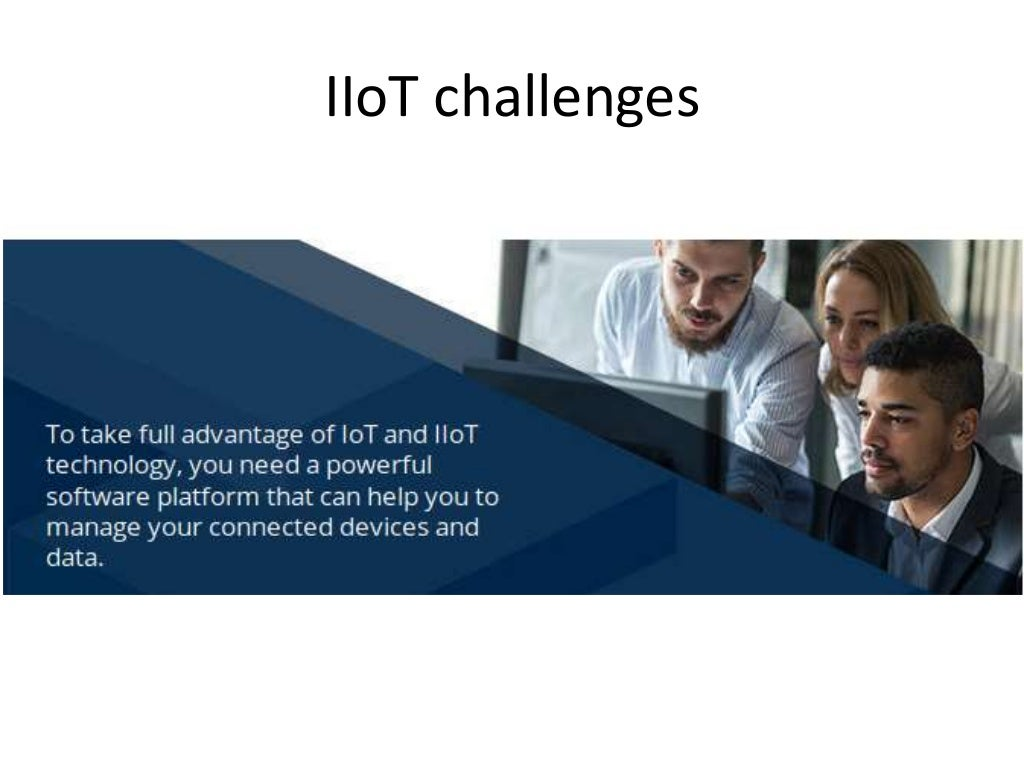 IIoT challenges
To take full advantage of IoT and IIoT
technology, you need a powerful
software platform that can help you to
manage your connected devices and
data.